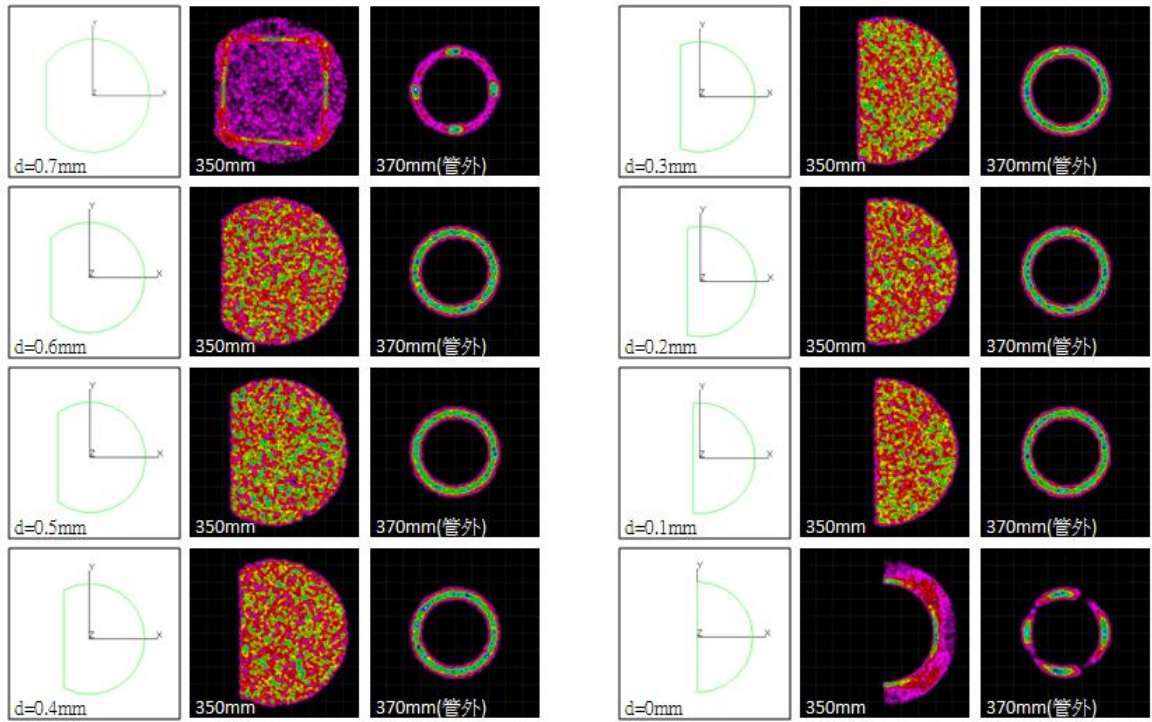 Y
X
Z
d=0.7mm
350mm
370mm(管外)
Y
X
Z
d=0.3mm
350mm
370mm(管外)
Y
X
Z
d=0.6mm
350mm
370mm(管外)
Y
X
Z
d=0.2mm
350mm
370mm(管外)
Y
X
Z
d=0.5mm
350mm
370mm(管外)
Y
X
Z
d=0.1mm
350mm
370mm(管外)
Y
X
Z
d=0.4mm
350mm
370mm(管外)
Y
X
Z
d=0mm
350mm
370mm(管外)